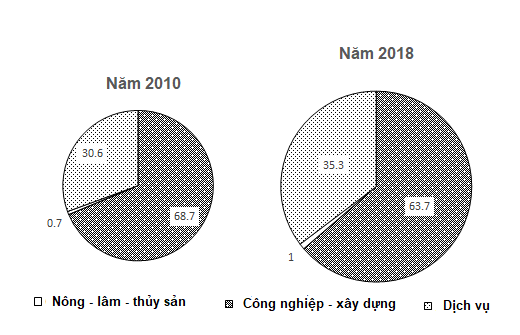 Năm 2010
Năm 2018
30.6
0.7
68.7
35.3
63.7
1
Nông - lâm - thủy sản
Công nghiệp - xây dựng
Dịch vụ